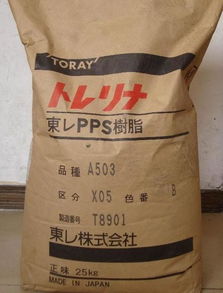 TORAY
トレリナ
東レPPS樹脂
品種 A503
区分 X05 色番 B
製造番号 T8901
東レ株式会社
正味 25kg
MADE IN JAPAN